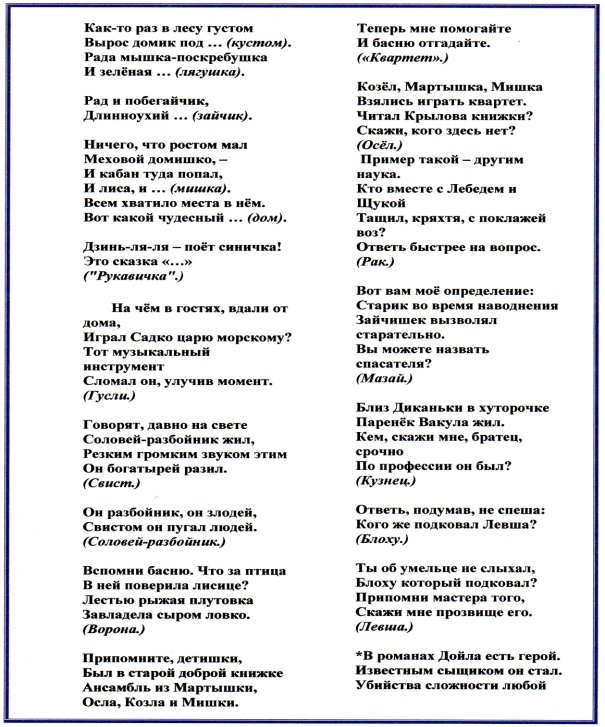 Как-то раз в лесу густом
Вырос домик под … (кустом).
Рада мышка-поскребушка
И зелёная … (лягушка).
Рад и побегайчик,
Длинноухий … (зайчик).
Ничего, что ростом мал
Меховой домишко, –
И кабан туда попал,
И лиса, и … (мишка).
Всем хватило места в нём.
Вот какой чудесный … (дом).
Дзинь-ля-ля – поёт синичка!
Это сказка «…»
("Рукавичка".)
На чём в гостях, вдали от
дома,
Играл Садко царю морскому?
Тот музыкальный
инструмент
Сломал он, улучив момент.
(Гусли.)
Говорят, давно на свете
Соловей-разбойник жил,
Резким громким звуком этим
Он богатырей разил.
(Свист.)
Он разбойник, он злодей,
Свистом он пугал людей.
(Соловей-разбойник.)
Вспомни басню. Что за птица
В ней поверила лисице?
Лестью рыжая плутовка
Завладела сыром ловко.
(Ворона.)
Припомните, детишки,
Был в старой доброй книжке
Ансамбль из Мартышки,
Осла, Козла и Мишки.
Теперь мне помогайте
И басню отгадайте.
(«Квартет».)
Козёл, Мартышка, Мишка
Взялись играть квартет.
Читал Крылова книжки?
Скажи, кого здесь нет?
(Осёл.)
Пример такой – другим
наука.
Кто вместе с Лебедем и
Щукой
Тащил, кряхтя, с поклажей
воз?
Ответь быстрее на вопрос.
(Рак.)
Вот вам моё определение:
Старик во время наводнения
Зайчишек вызволял
старательно.
Вы можете назвать
спасателя?
(Мазай.)
Близ Диканьки в хуторочке
Паренёк Вакула жил.
Кем, скажи мне, братец,
срочно
По профессии он был?
(Кузнец.)
Ответь, подумав, не спеша:
Кого же подковал Левша?
(Блоху.)
Ты об умельце не слыхал,
Блоху который подковал?
Припомни мастера того,
Скажи мне прозвище его.
(Левша.)
*В романах Дойла есть герой.
Известным сыщиком он стал.
Убийства сложности любой